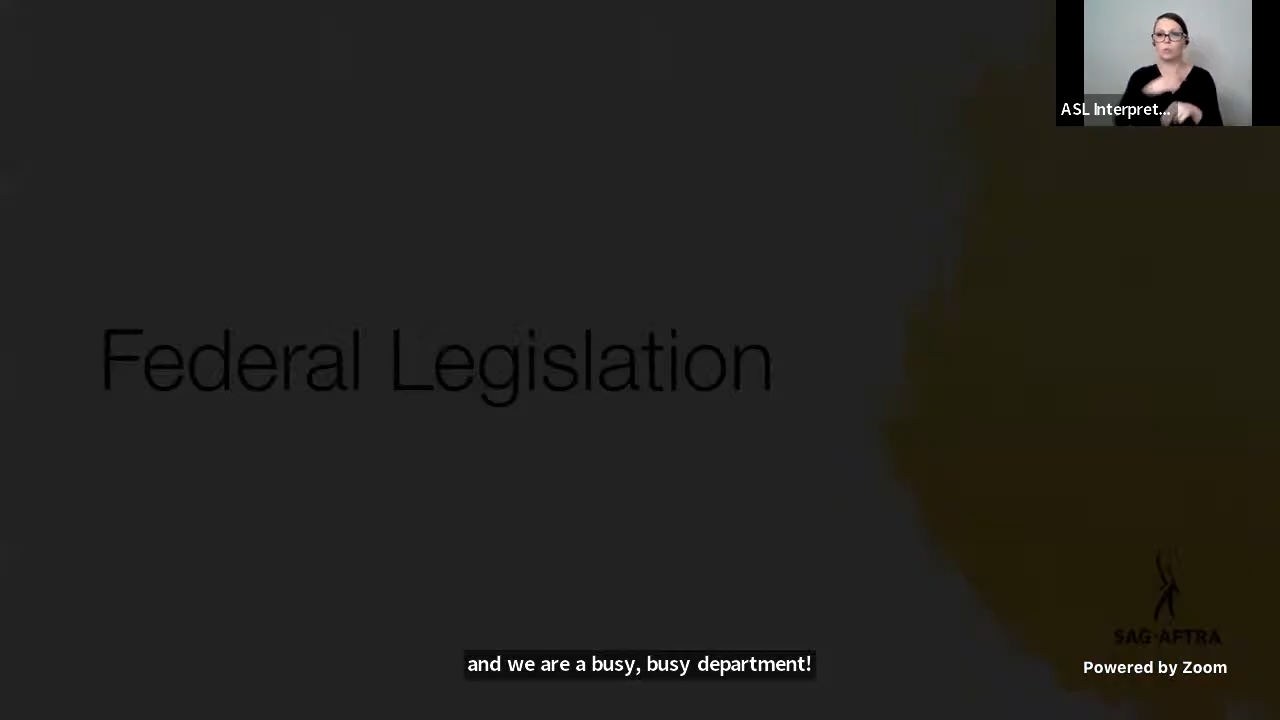 ASL Interpret...
Federal Legislation
SAG-AFTRA
and we are a busy, busy department!
Powered by Zoom